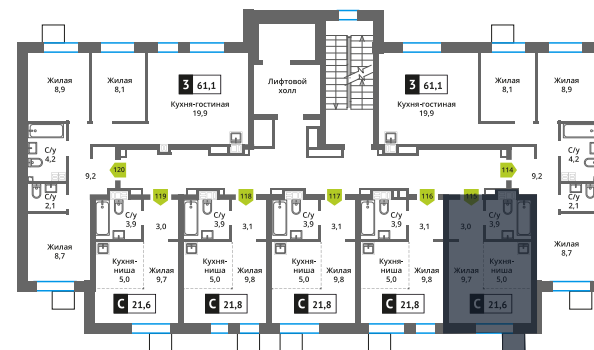 3 61,1
Кухня-гостиная
19,9
Жилая
8,9
Жилая
8,1
Лифтовой
холл
3 61,1
Кухня-гостиная
19,9
Жилая
8,1
Жилая
8,9
С/у
4,2
9,2
120
С/у
2,1
Жилая
8,7
119
118
117
116
115
114
9,2
С/у
4,2
С/у
2,1
Жилая
8,7
С/у
3,9
3,0
Кухня-
ниша
5,0
Жилая
9,7
С 21,6
С/у
3,9
3,1
Кухня-
ниша
5,0
Жилая
9,8
С 21,8
С/у
3,9
3,1
Кухня-
ниша
5,0
Жилая
9,8
С 21,8
С/у
3,9
3,1
Кухня-
ниша
5,0
Жилая
9,8
С 21,8
3,0
С/у
3,9
Жилая
9,7
Кухня-
ниша
5,0
С 21,6